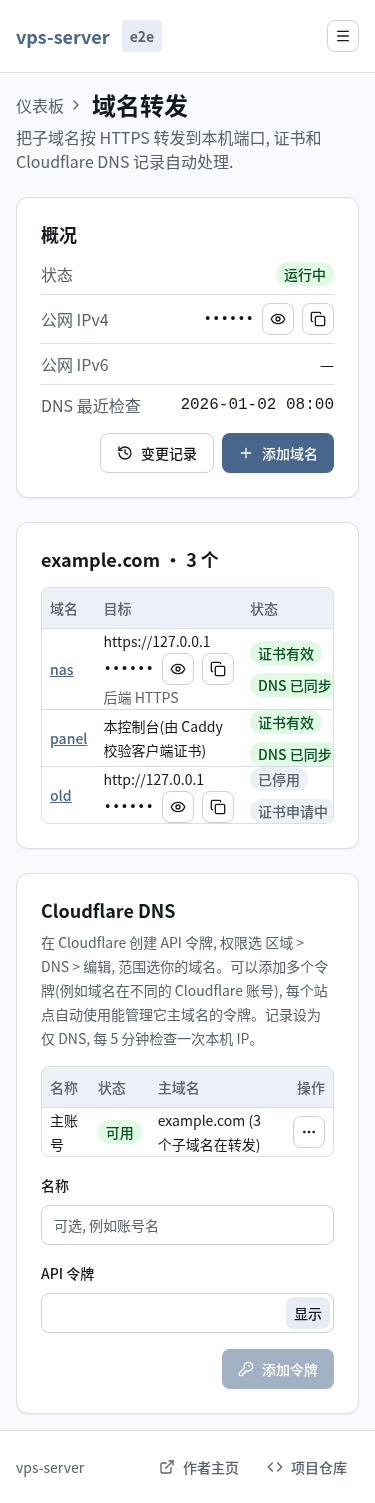 vps-server e2e
仪表板 > 域名转发
把子域名按 HTTPS 转发到本机端口, 证书和
Cloudflare DNS 记录自动处理.
概况
状态 运行中
公网 IPv4 ••••••
公网 IPv6 —
DNS 最近检查 2026-01-02 08:00
变更记录 添加域名
example.com · 3 个
域名 目标 状态
nas https://127.0.0.1 •••••• 后端 HTTPS 证书有效 DNS 已同步
panel 本控制台(由 Caddy 校验客户端证书) 证书有效 DNS 已同步
old http://127.0.0.1 •••••• 已停用 证书申请中
Cloudflare DNS
在 Cloudflare 创建 API 令牌, 权限选 区域 >
DNS > 编辑, 范围选你的域名。可以添加多个令
牌(例如域名在不同的 Cloudflare 账号), 每个站
点自动使用能管理它主域名的令牌。记录设为
仅 DNS, 每 5 分钟检查一次本机 IP。
名称 状态 主域名 操作
主账号 可用 example.com (3 个子域名在转发)
名称
可选, 例如账号名
API 令牌
显示
添加令牌
vps-server 作者主页 项目仓库